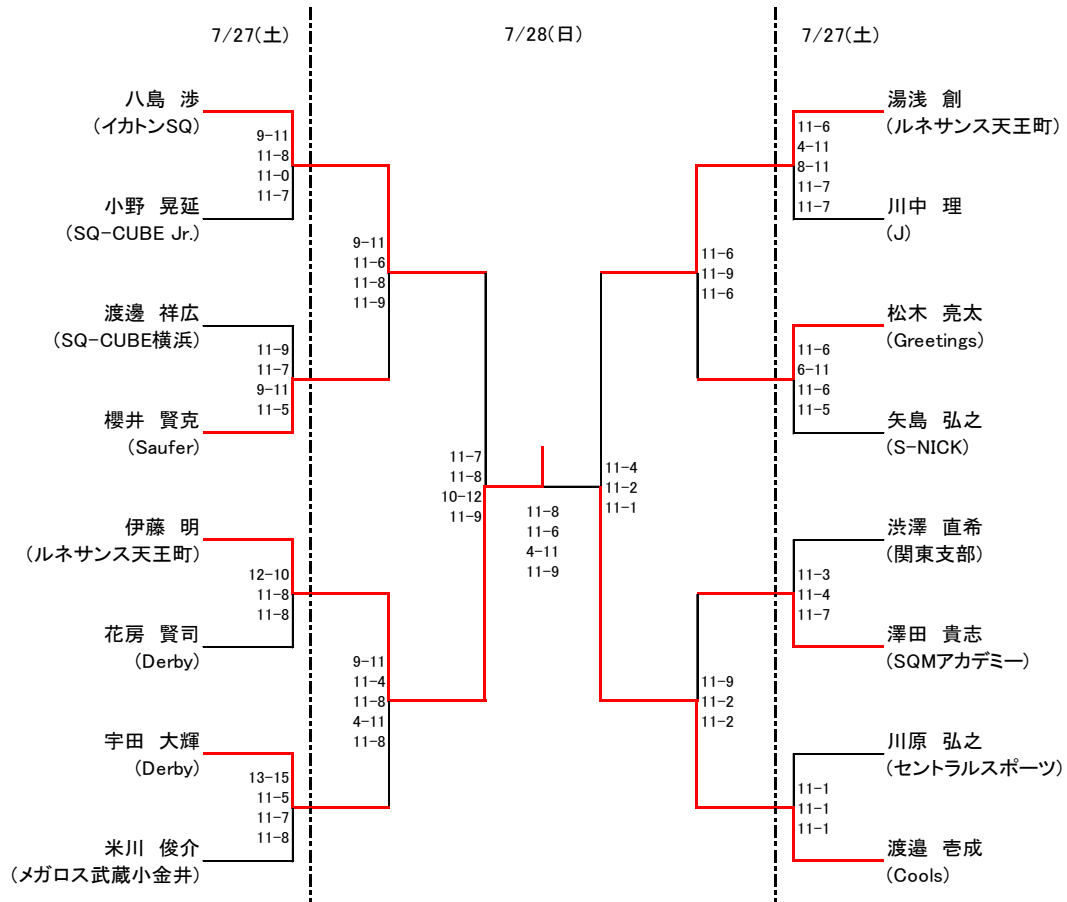 7/27(土)
7/28(日)
7/27(土)
八島 渉
(イカトンSQ)
9-11
11-8
11-0
11-7
小野 晃延
(SQ-CUBE Jr.)
9-11
11-6
11-8
11-9
渡邊 祥広
(SQ-CUBE横浜)
11-9
11-7
9-11
11-5
櫻井 賢克
(Saufer)
11-7
11-8
10-12
11-9
伊藤 明
(ルネサンス天王町)
12-10
11-8
11-8
花房 賢司
(Derby)
9-11
11-4
11-8
4-11
11-8
宇田 大輝
(Derby)
13-15
11-5
11-7
11-8
米川 俊介
(メガロス武蔵小金井)
11-8
11-6
4-11
11-9
湯浅 創
(ルネサンス天王町)
11-6
4-11
8-11
11-7
11-7
川中 理
(J)
11-6
11-9
11-6
松木 亮太
(Greetings)
11-6
6-11
11-6
11-5
矢島 弘之
(S-NICK)
11-4
11-2
11-1
渋澤 直希
(関東支部)
11-3
11-4
11-7
澤田 貴志
(SQMアカデミー)
11-9
11-2
11-2
川原 弘之
(セントラルスポーツ)
11-1
11-1
11-1
渡邉 壱成
(Cools)